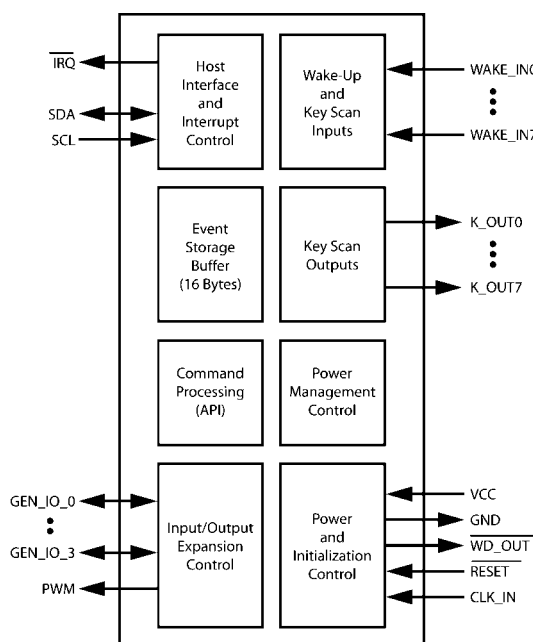 IRQ
SDA
SCL
Host
Interface
and
Interrupt
Control
Wake-Up
and
Key Scan
Inputs
WAKE_IN0
WAKE_IN7
Event
Storage
Buffer
(16 Bytes)
Key Scan
Outputs
K_OUT0
K_OUT7
Command
Processing
(API)
Power
Management
Control
GEN_IO_0
GEN_IO_3
PWM
Input/Output
Expansion
Control
Power
and
Initialization
Control
VCC
GND
WD_OUT
RESET
CLK_IN